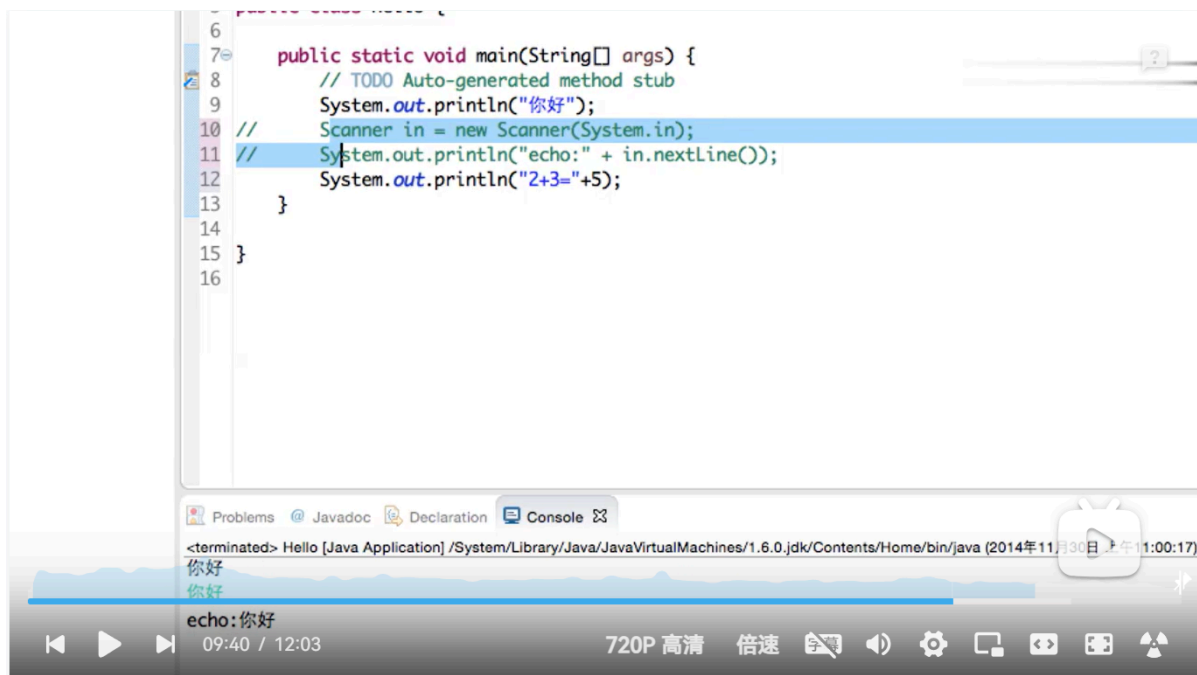 6
7 public static void main(String[] args) {
8 // TODO Auto-generated method stub
9 System.out.println("你好");
10 // Scanner in = new Scanner(System.in);
11 // System.out.println("echo:" + in.nextLine());
12 System.out.println("2+3="+5);
13 }
14
15 }
16
?
Problems @ Javadoc Declaration Console
<terminated> Hello [Java Application] /System/Library/Java/JavaVirtualMachines/1.6.0.jdk/Contents/Home/bin/java (2014年11月30日 上午11:00:17)
你好
你好
echo:你好
09:40 / 12:03 720P 高清 倍速 字幕